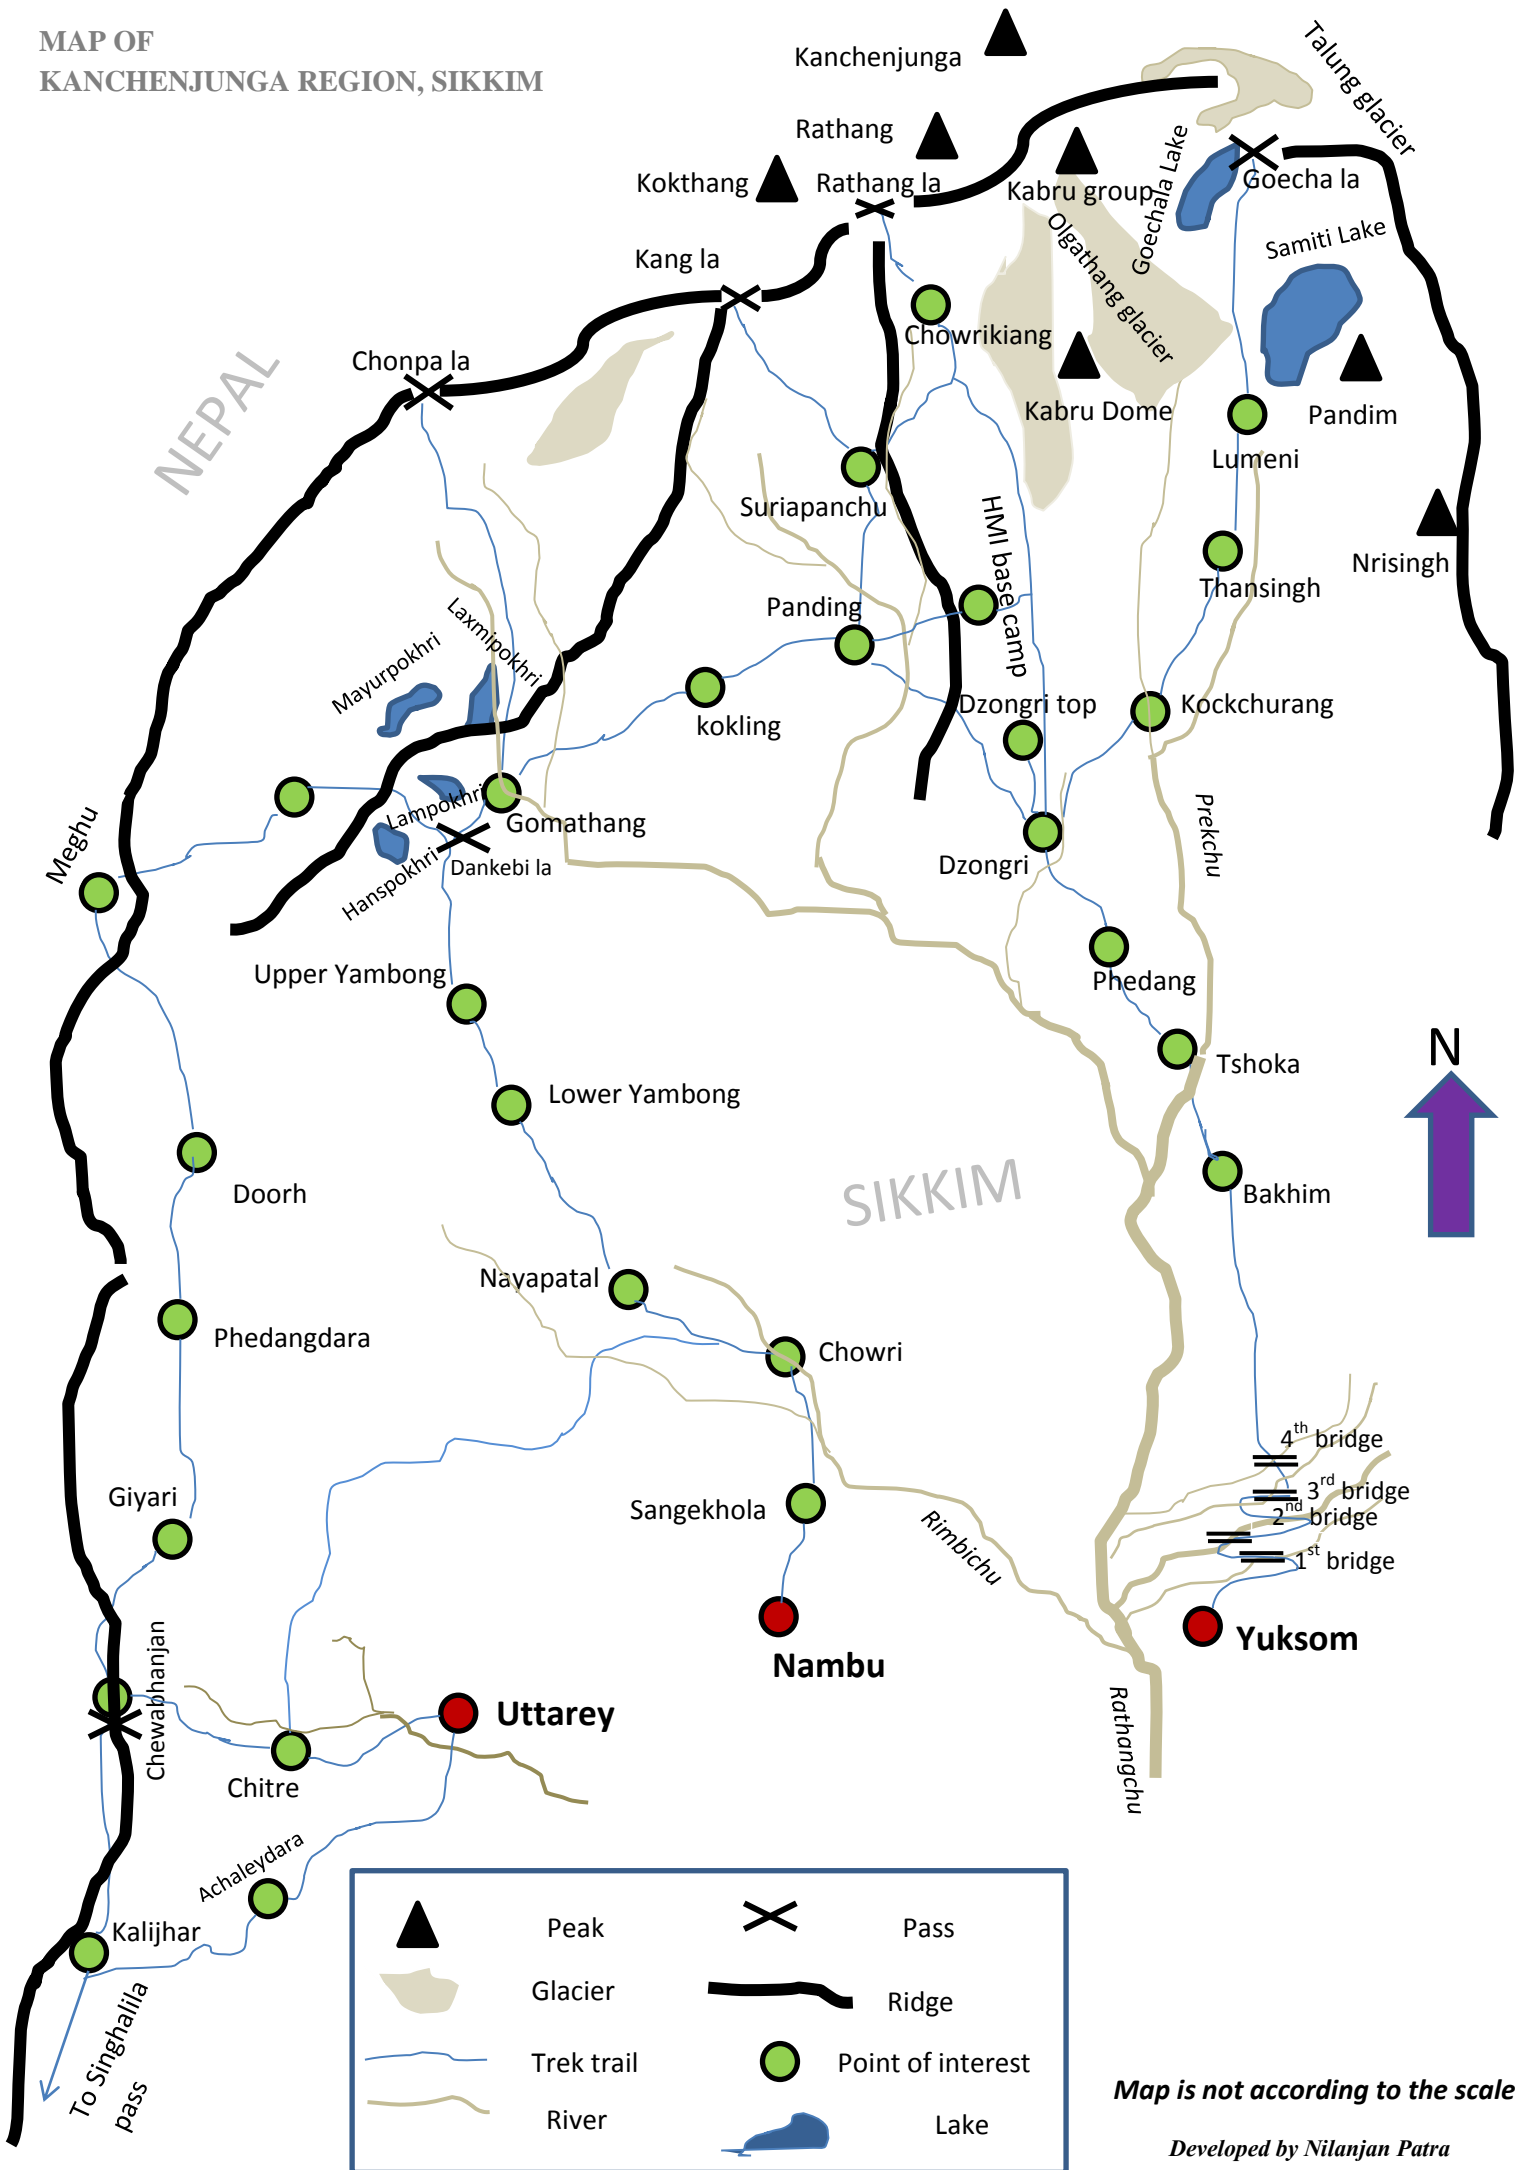 MAP OF
KANCHENJUNGA REGION, SIKKIM
Kanchenjunga
Talung glacier
Rathang
Kokthang
Rathang la
Kabru group
Goechala Lake
Goecha la
Olgathang glacier
Samiti Lake
Kang la
Chowrikiang
Chonpa la
NEPAL
Kabru Dome
Pandim
Lumeni
Suriapanchu
HMI base camp
Nrisingh
Thansingh
Panding
Laxmipokhri
Mayurpokhri
Dzongri top
Kockchurang
kokling
Lampokhri
Gomathang
Prekchu
Meghu
Hanspokhri
Dankebi la
Dzongri
Upper Yambong
Phedang
N
Tshoka
Lower Yambong
SIKKIM
Doorh
Bakhim
Nayapatal
Phedangdara
Chowri
4th bridge
3rd bridge
2nd bridge
1st bridge
Giyari
Sangekhola
Rimbichu
Yuksom
Nambu
Chewabhanjan
Uttarey
Rathangchu
Chitre
Achaleydara
Kalijhar
To Singhalila
pass
Peak
Pass
Glacier
Ridge
Trek trail
Point of interest
River
Lake
Map is not according to the scale
Developed by Nilanjan Patra